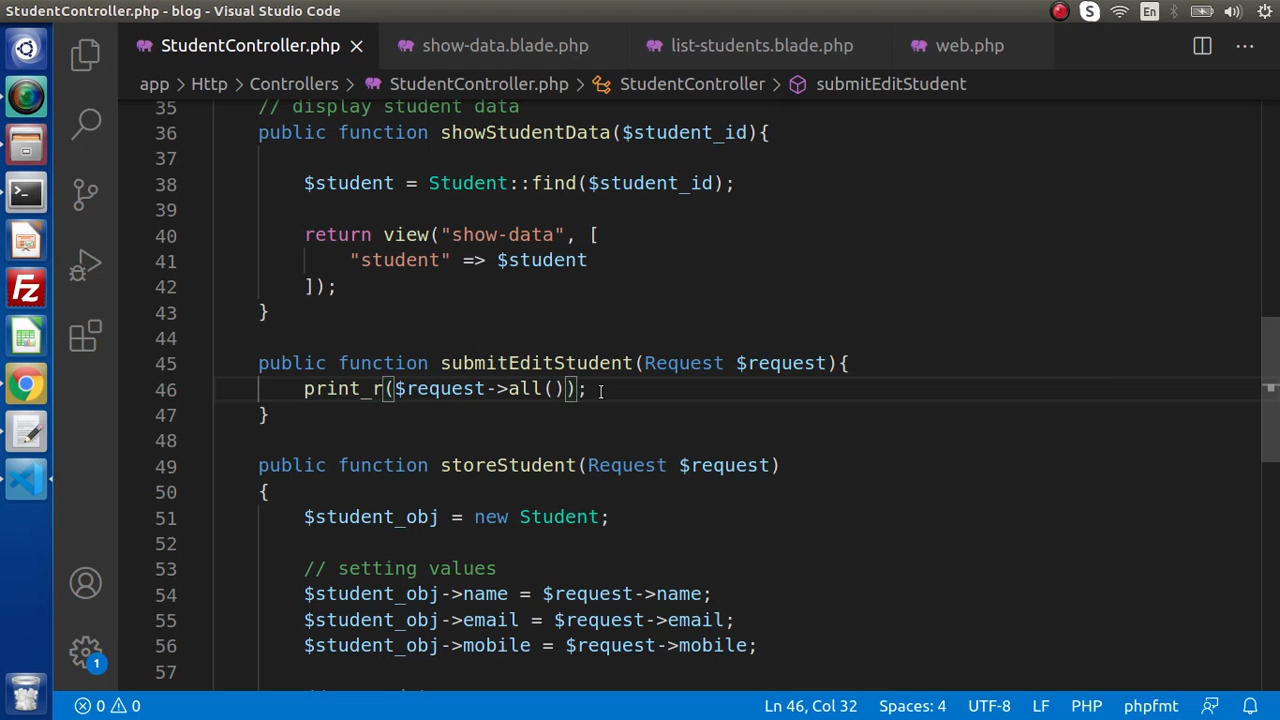 StudentController.php - blog - Visual Studio Code
S
En
StudentController.php
show-data.blade.php
list-students.blade.php
web.php
app > Http > Controllers > StudentController.php > StudentController > submitEditStudent
35 // display student data
36 public function showStudentData($student_id){
37
38 $student = Student::find($student_id);
39
40 return view("show-data", [
41 "student" => $student
42 ]);
43 }
44
45 public function submitEditStudent(Request $request){
46 print_r($request->all());
47 }
48
49 public function storeStudent(Request $request)
50 {
51 $student_obj = new Student;
52
53 // setting values
54 $student_obj->name = $request->name;
55 $student_obj->email = $request->email;
56 $student_obj->mobile = $request->mobile;
57
Fz
1
0 0 Ln 46, Col 32 Spaces: 4 UTF-8 LF PHP phpfmt